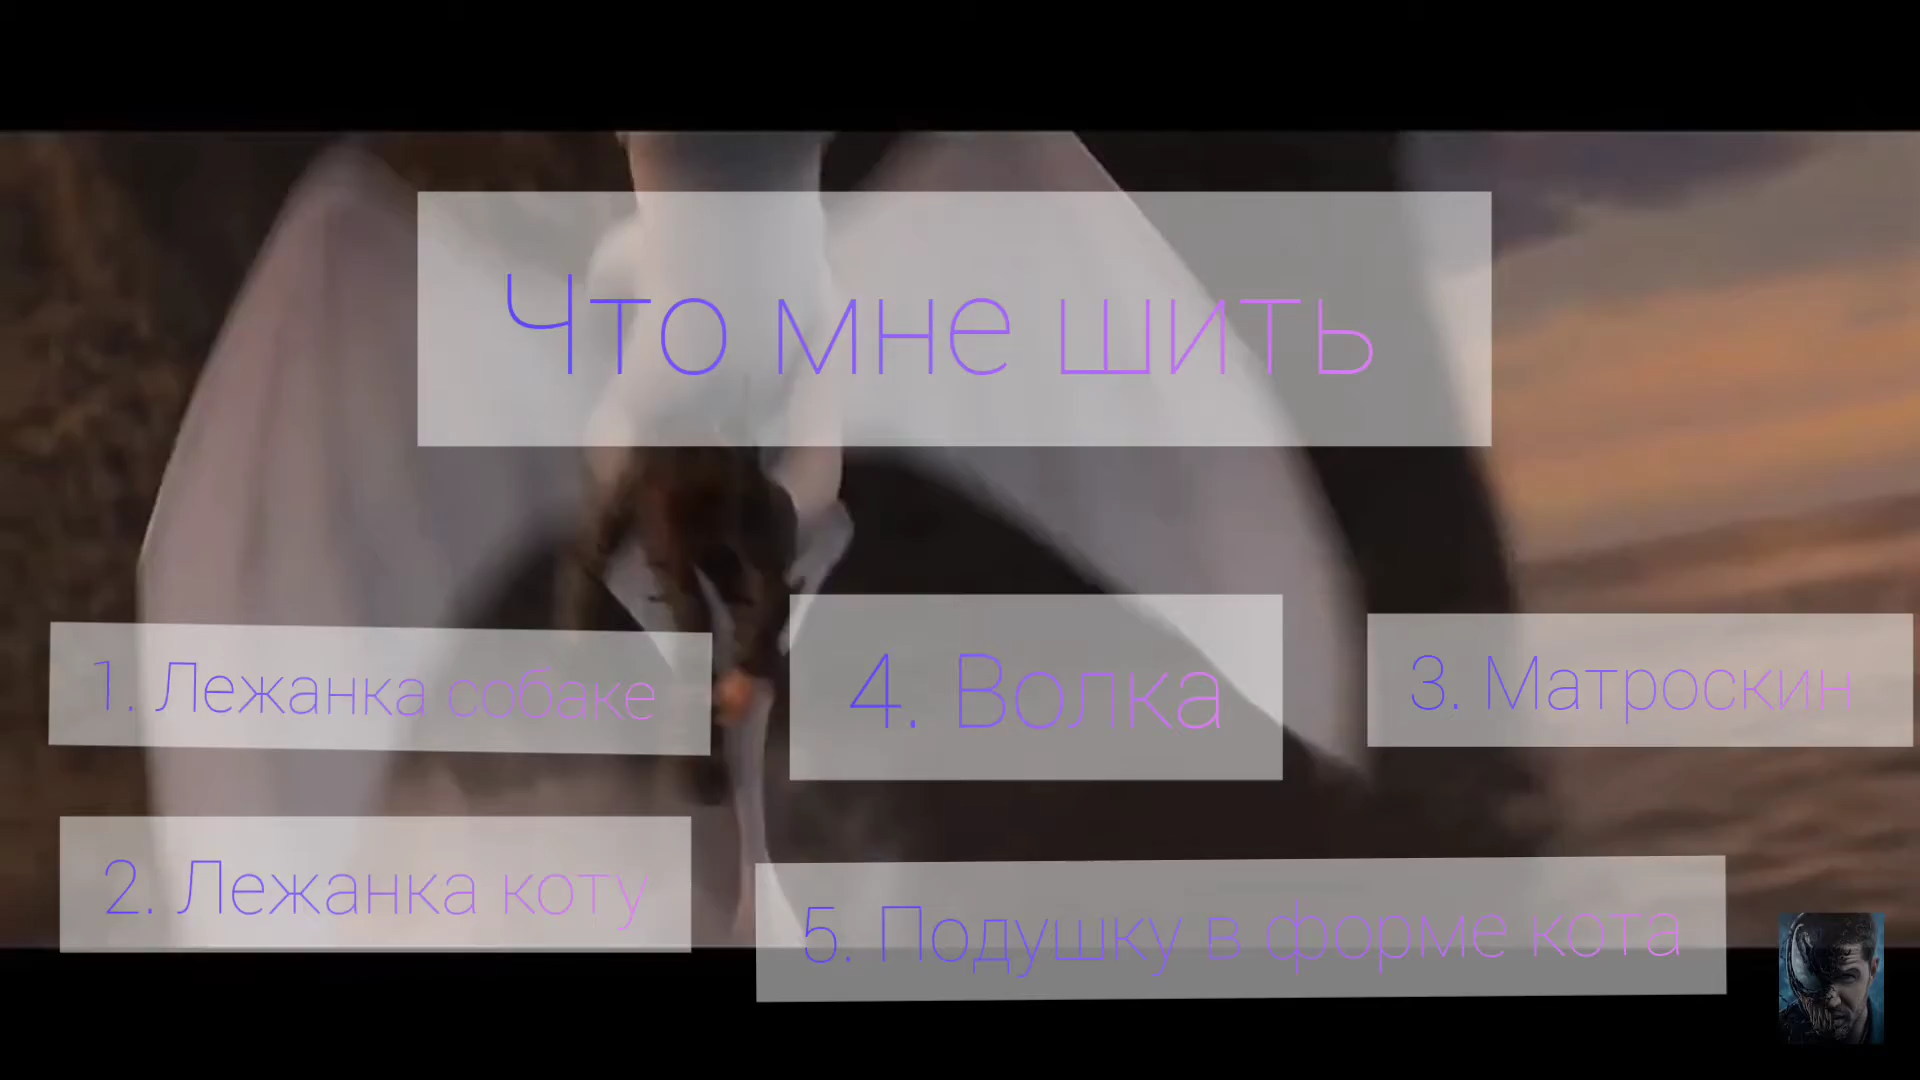 Что мне шить
1. Лежанка собаке
4. Волка
3. Матроскин
2. Лежанка коту
5. Подушку в форме кота